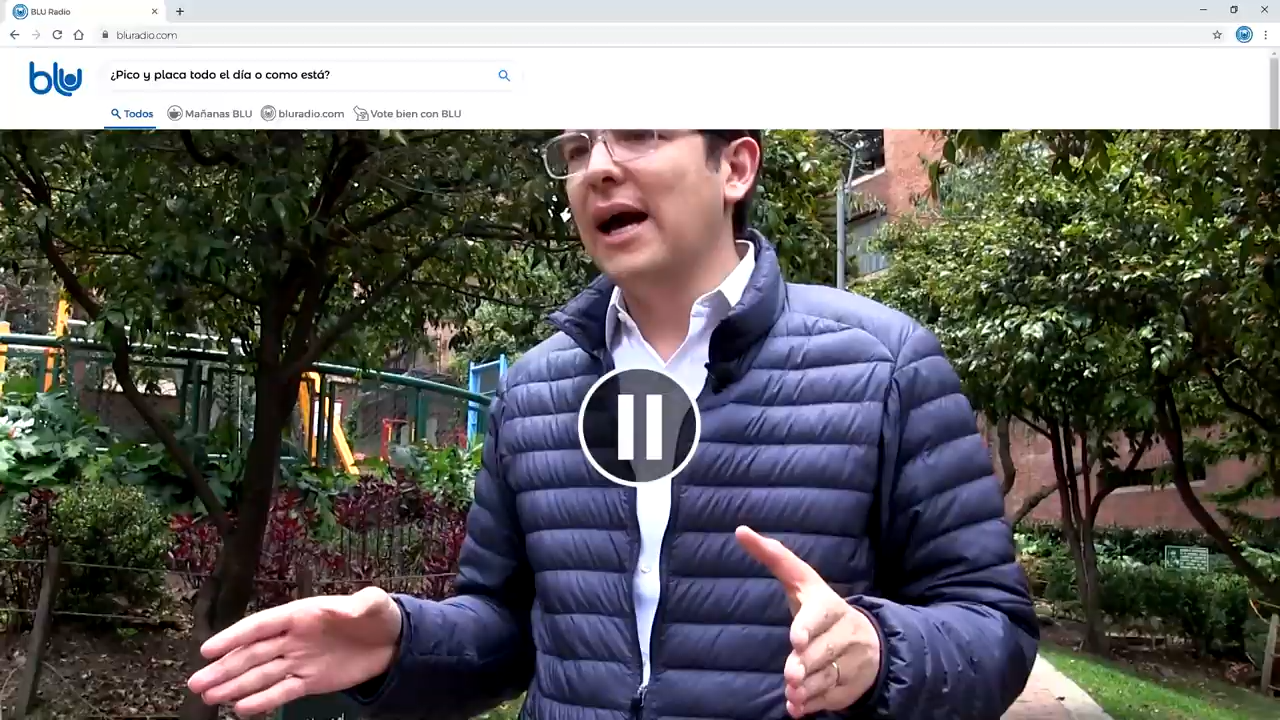 BLU Radio
bluradio.com
blu
¿Pico y placa todo el día o como está?
Todos
Mañanas BLU
bluradio.com
Vote bien con BLU